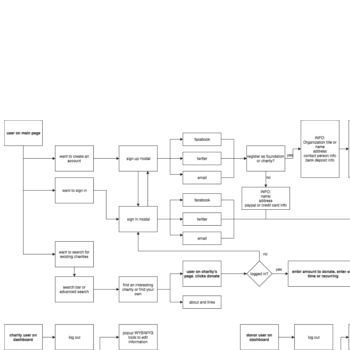 user on main page
want to create an
account
sign up modal
facebook
twitter
email
register as foundation
or charity?
yes
INFO:
Organization title or
name
address
contact person info
bank deposit info
no
INFO:
name
address
paypal or credit card info
want to sign in
sign in modal
facebook
twitter
email
want to search for
existing charities
no
search bar or
advanced search
find an interesting
charity or find your
own
user on charity's
page. clicks donate
logged in?
yes
enter amount to donate,
time or recurring
about and links
charity user on
dashboard
log out
popup WYSIWYG
tools to edit
information
donor user on
dashboard
log out